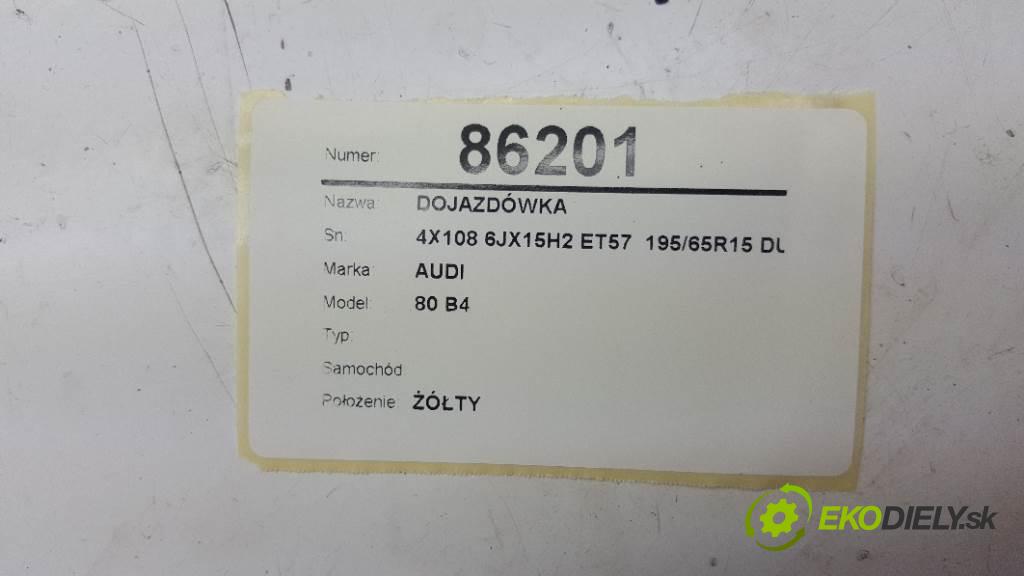 Numer: 86201
Nazwa: DOJAZDÓWKA
Sn: 4X108 6JX15H2 ET57 195/65R15 DU
Marka: AUDI
Model: 80 B4
Typ:
Samochód
Położenie: ŻÓŁTY
EKODIELY.sk